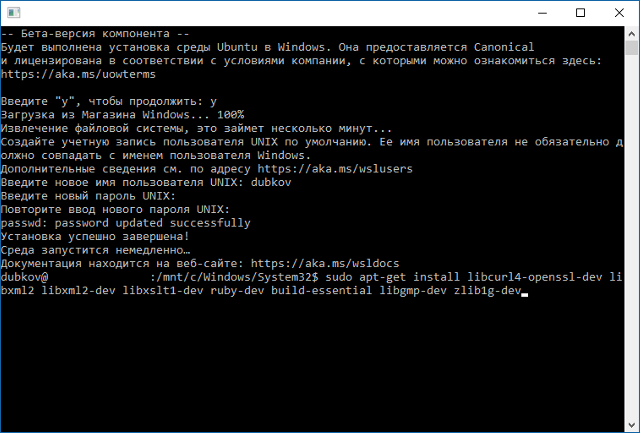 -- Бета-версия компонента --
Будет выполнена установка среды Ubuntu в Windows. Она предоставляется Canonical
и лицензирована в соответствии с условиями компании, с которыми можно ознакомиться здесь:
https://aka.ms/uowterms
Введите "y", чтобы продолжить: y
Загрузка из Магазина Windows... 100%
Извлечение файловой системы, это займет несколько минут...
Создайте учетную запись пользователя UNIX по умолчанию. Ее имя пользователя не обязательно д
олжно совпадать с именем пользователя Windows.
Дополнительные сведения см. по адресу https://aka.ms/wslusers
Введите новое имя пользователя UNIX: dubkov
Введите новый пароль UNIX:
Повторите ввод нового пароля UNIX:
passwd: password updated successfully
Установка успешно завершена!
Среда запустится немедленно…
Документация находится на веб-сайте: https://aka.ms/wsldocs
dubkov@ :/mnt/c/Windows/System32$ sudo apt-get install libcurl4-openssl-dev li
bxml2 libxml2-dev libxslt1-dev ruby-dev build-essential libgmp-dev zlib1g-dev